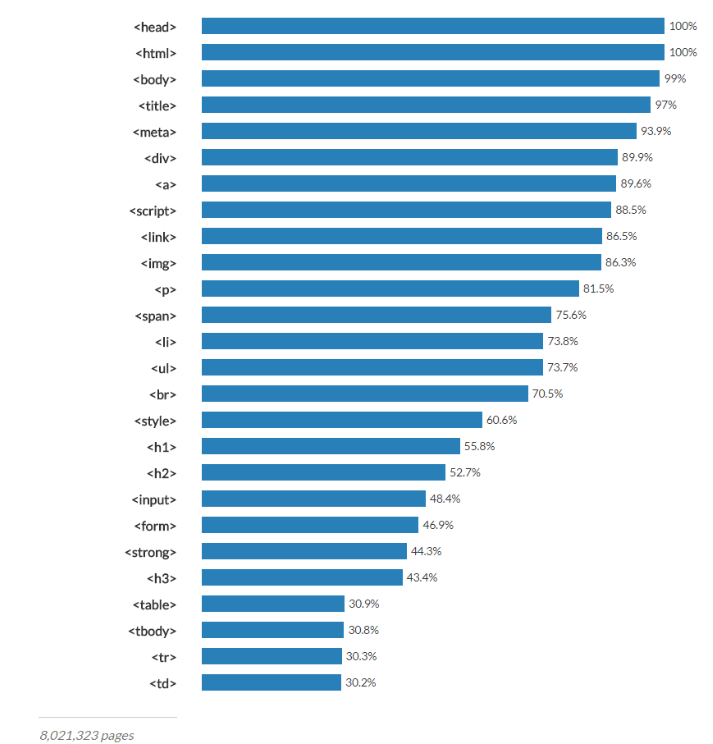 <head> 100%
<html> 100%
<body> 99%
<title> 97%
<meta> 93.9%
<div> 89.9%
<a> 89.6%
<script> 88.5%
<link> 86.5%
<img> 86.3%
<p> 81.5%
<span> 75.6%
<li> 73.8%
<ul> 73.7%
<br> 70.5%
<style> 60.6%
<h1> 55.8%
<h2> 52.7%
<input> 48.4%
<form> 46.9%
<strong> 44.3%
<h3> 43.4%
<table> 30.9%
<tbody> 30.8%
<tr> 30.3%
<td> 30.2%
8,021,323 pages